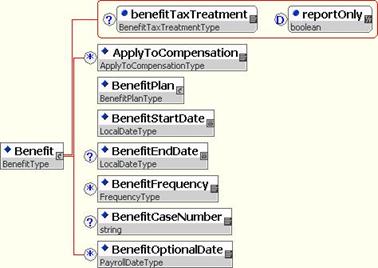 ? benefitTaxTreatment
BenefitTaxTreatmentType
D reportOnly
boolean
* ApplyToCompensation
ApplyToCompensationType
BenefitPlan
BenefitPlanType
BenefitStartDate
LocalDateType
Benefit
BenefitType
? BenefitEndDate
LocalDateType
* BenefitFrequency
FrequencyType
? BenefitCaseNumber
string
* BenefitOptionalDate
PayrollDateType